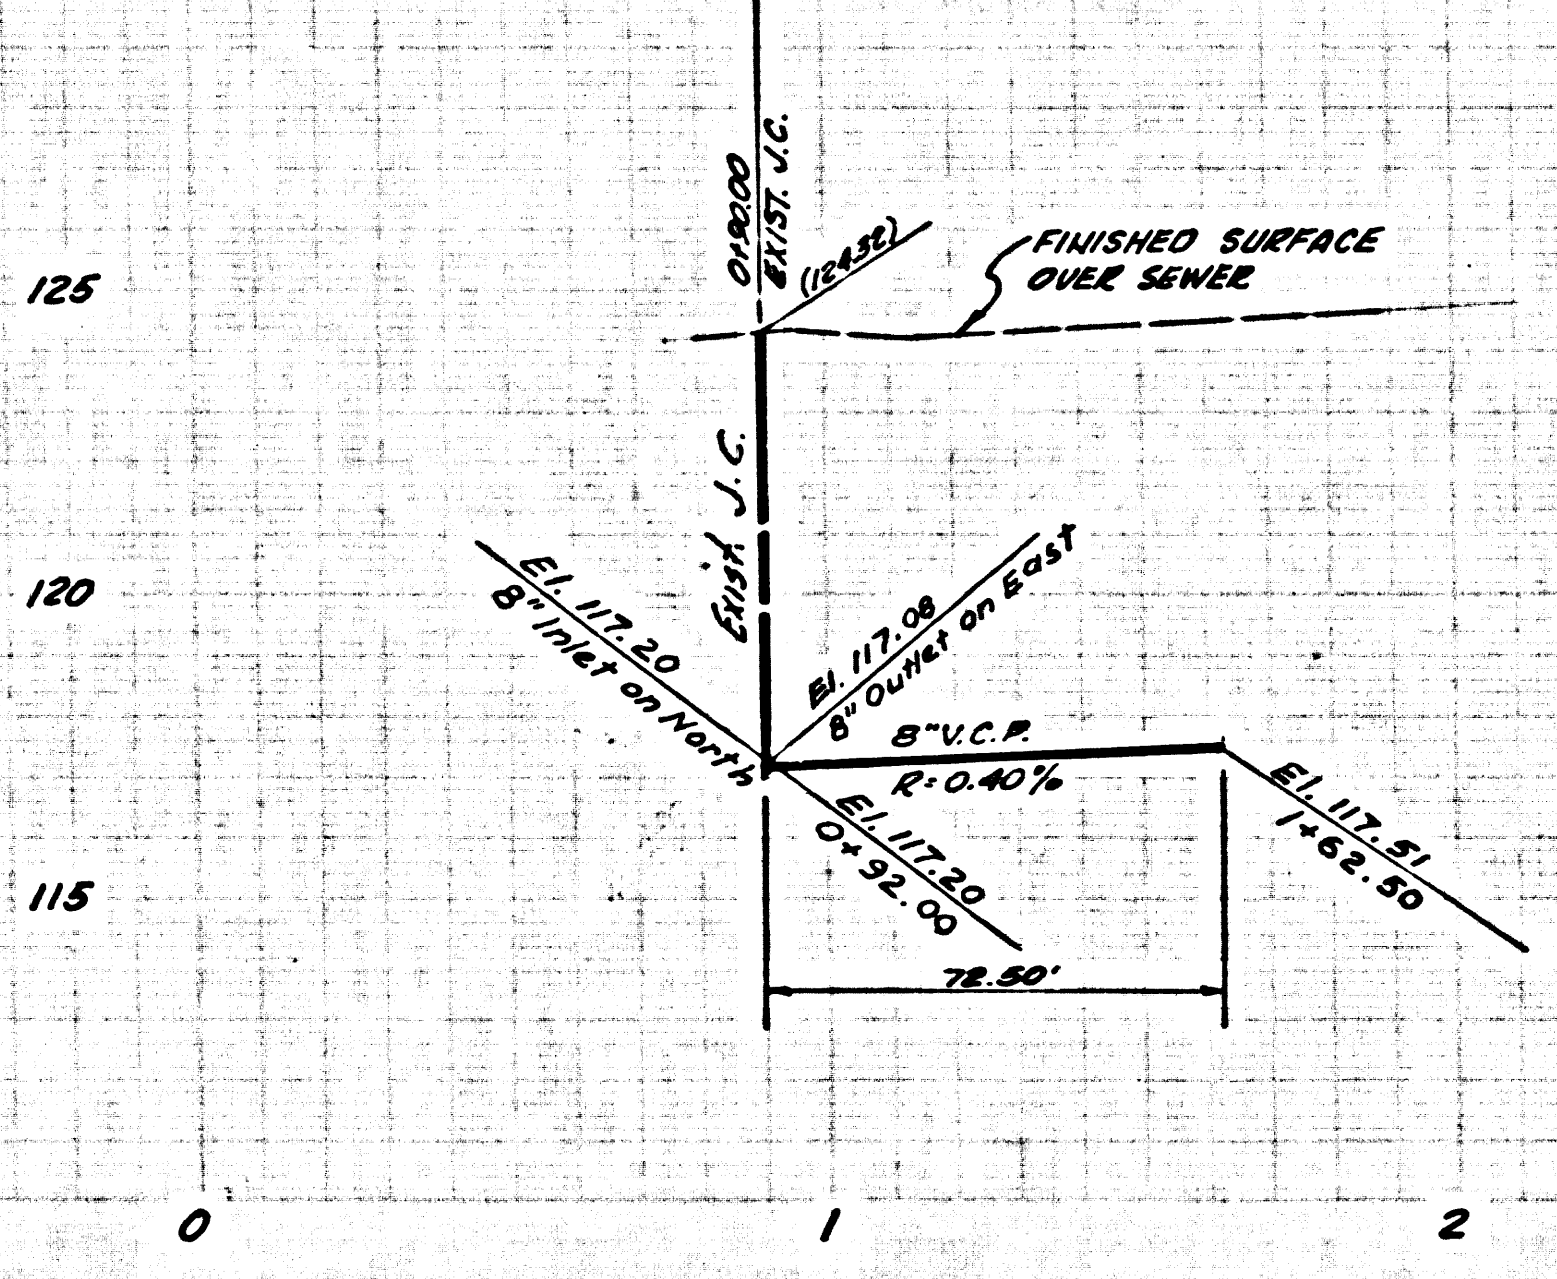 0+90.00
EXIST. J.C.
(124.32)
FINISHED SURFACE
OVER SEWER
125
Exist. J. C.
120
El. 117.20
8" Inlet on North
El. 117.08
8" Outlet on East
8" V.C.P.
R=0.40%
El. 117.20
0+92.00
El. 117.51
1+62.50
115
72.50'
0
1
2